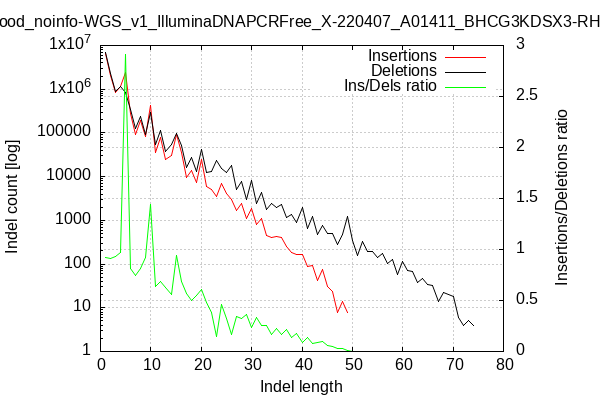 ood_noinfo-WGS_v1_IlluminaDNAPCRFree_X-220407_A01411_BHCG3KDSX3-RH
Insertions
Deletions
Ins/Dels ratio
1x10^7
1x10^6
100000
10000
1000
100
10
1
3
2.5
2
1.5
1
0.5
0
0 10 20 30 40 50 60 70 80
Indel length
Indel count [log]
Insertions/Deletions ratio